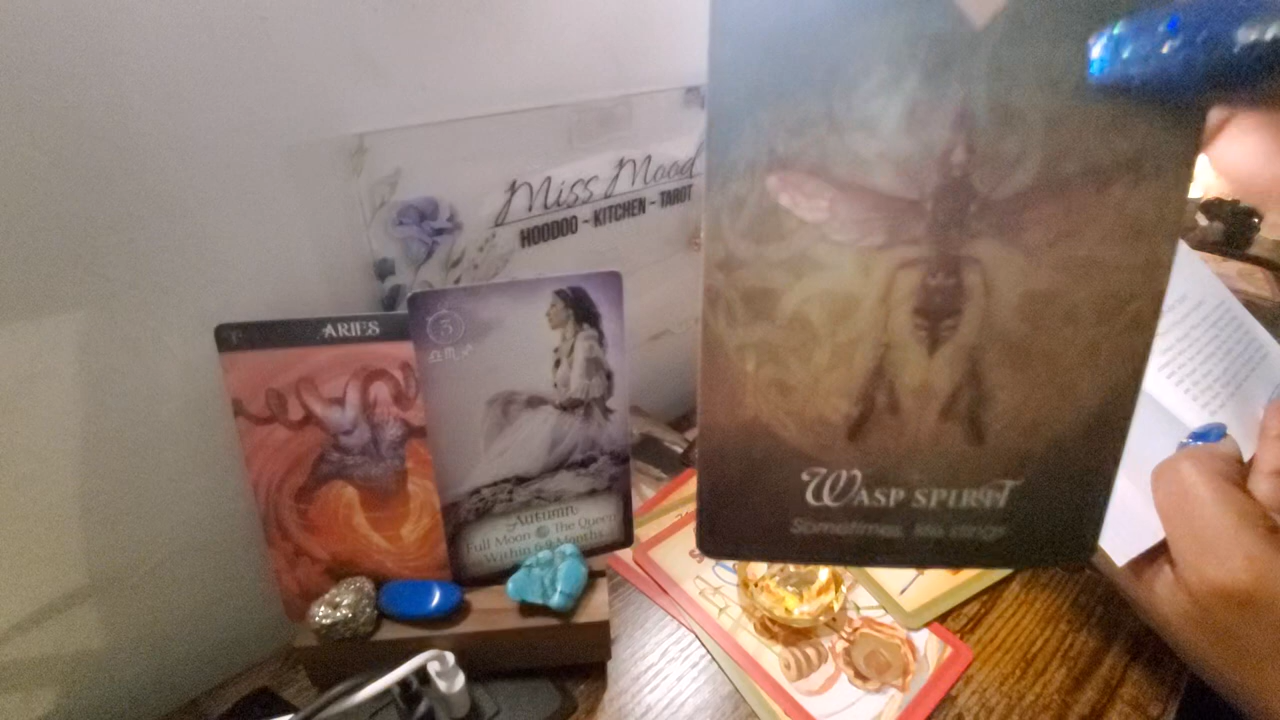 Miss Mood
HOODOO - KITCHEN - TAROT
ARIES
5
Autumn
Full Moon The Queen
Within 6-9 Months
WASP SPIRIT
Sometimes, life stings